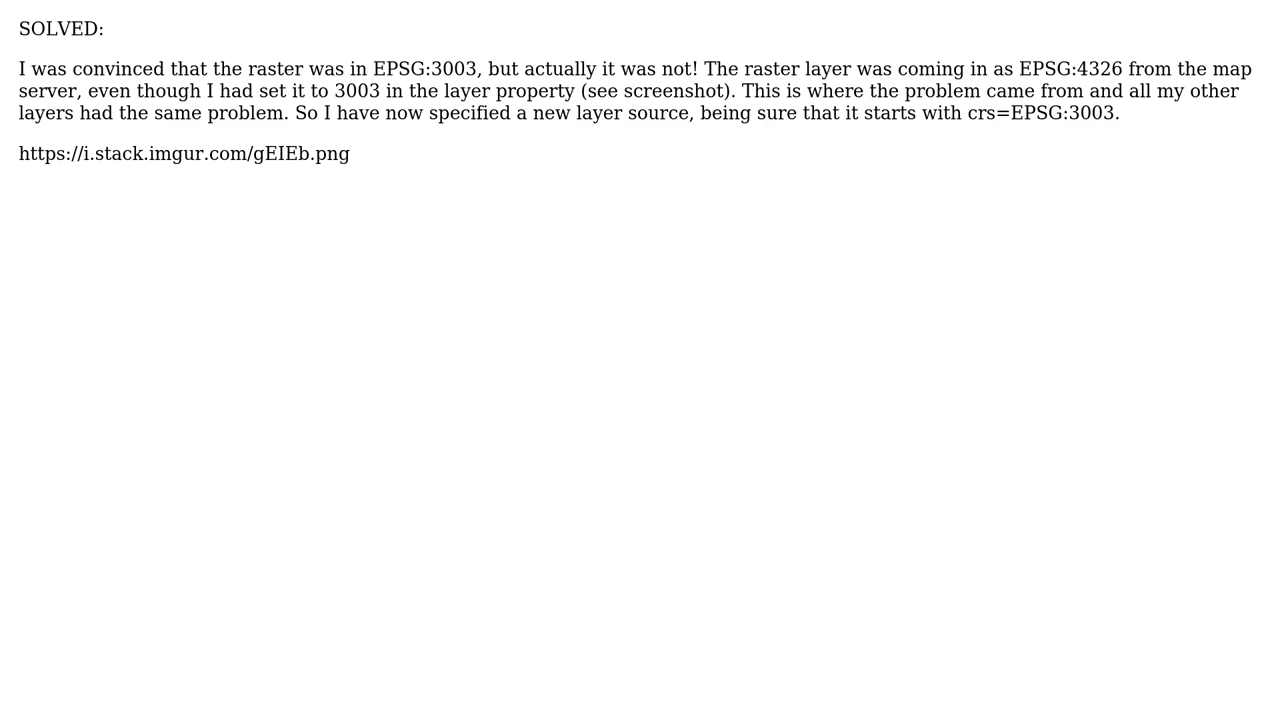 SOLVED:
I was convinced that the raster was in EPSG:3003, but actually it was not! The raster layer was coming in as EPSG:4326 from the map
server, even though I had set it to 3003 in the layer property (see screenshot). This is where the problem came from and all my other
layers had the same problem. So I have now specified a new layer source, being sure that it starts with crs=EPSG:3003.
https://i.stack.imgur.com/gEIEb.png